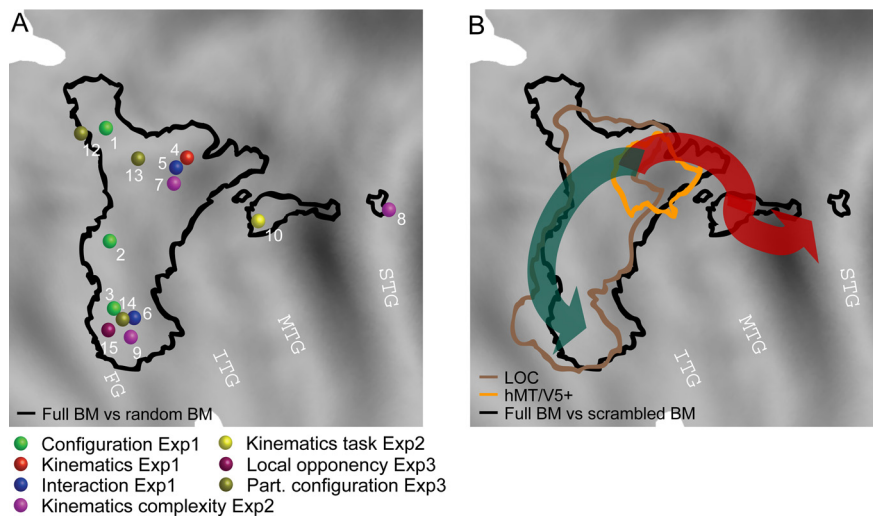 A
12
1
13
5
4
7
2
3
14
6
15
9
10
8
FG
ITG
MTG
STG
Full BM vs random BM
Configuration Exp1
Kinematics Exp1
Interaction Exp1
Kinematics complexity Exp2
Kinematics task Exp2
Local opponency Exp3
Part. configuration Exp3
B
ITG
MTG
STG
LOC
hMT/V5+
Full BM vs scrambled BM